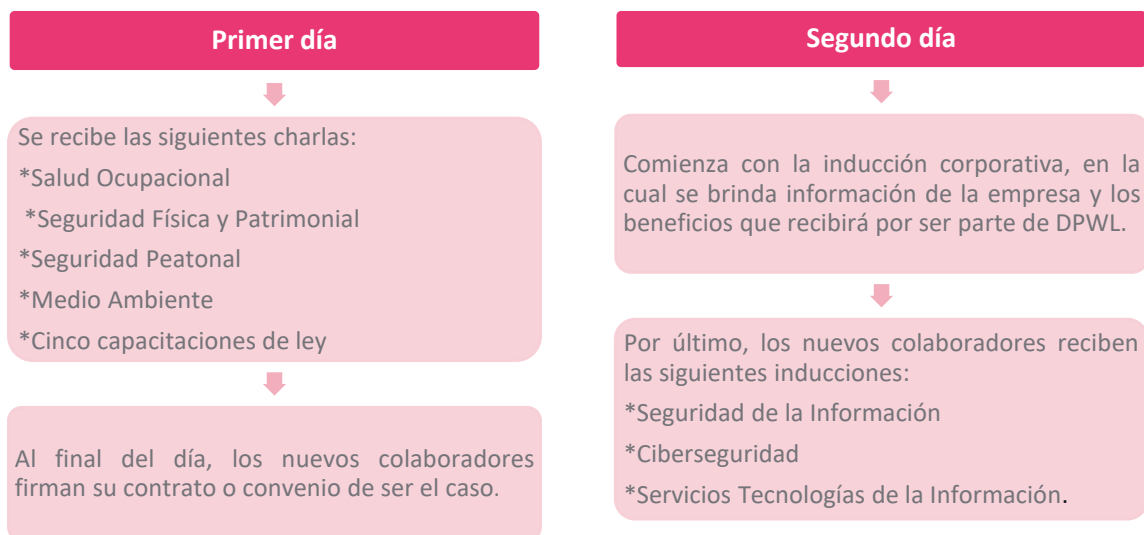 Primer día
Se recibe las siguientes charlas:
*Salud Ocupacional
*Seguridad Física y Patrimonial
*Seguridad Peatonal
*Medio Ambiente
*Cinco capacitaciones de ley
Al final del día, los nuevos colaboradores
firman su contrato o convenio de ser el caso.
Segundo día
Comienza con la inducción corporativa, en la
cual se brinda información de la empresa y los
beneficios que recibirá por ser parte de DPWL.
Por último, los nuevos colaboradores reciben
las siguientes inducciones:
*Seguridad de la Información
*Ciberseguridad
*Servicios Tecnologías de la Información.